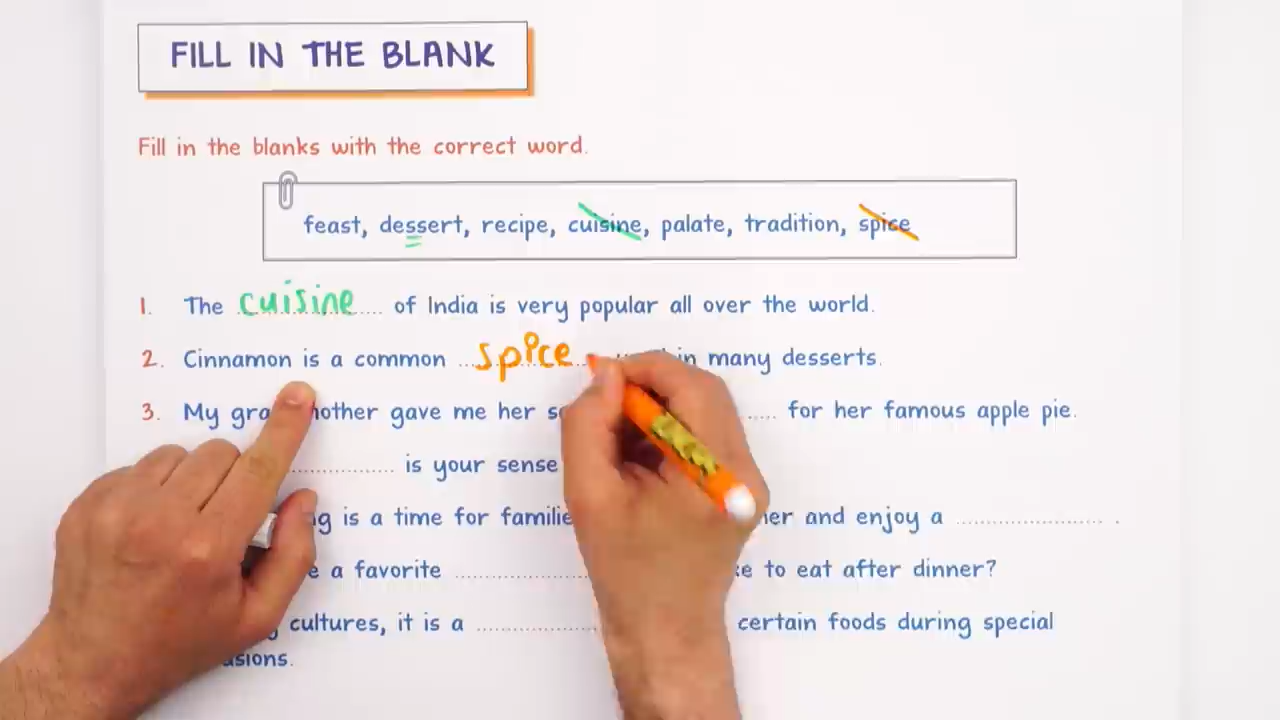 FILL IN THE BLANK
Fill in the blanks with the correct word.
feast, dessert, recipe, cuisine, palate, tradition, spice
1. The cuisine of India is very popular all over the world.
2. Cinnamon is a common spice in many desserts.
3. My mother gave me her for her famous apple pie.
is your sense
is a time for and enjoy a .
a favorite to eat after dinner?
cultures, it is a certain foods during special